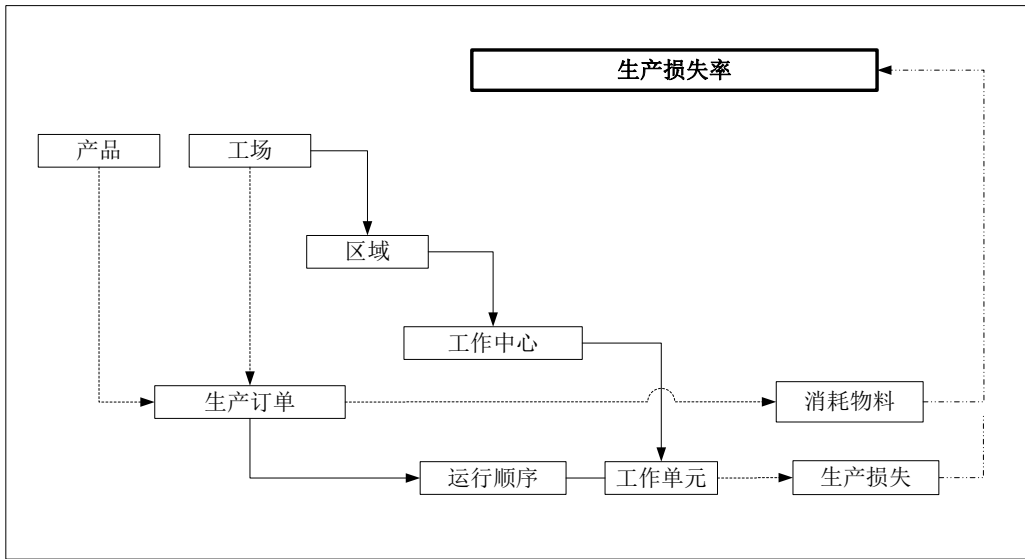 生产损失率
产品
工场
区域
工作中心
生产订单
消耗物料
运行顺序
工作单元
生产损失